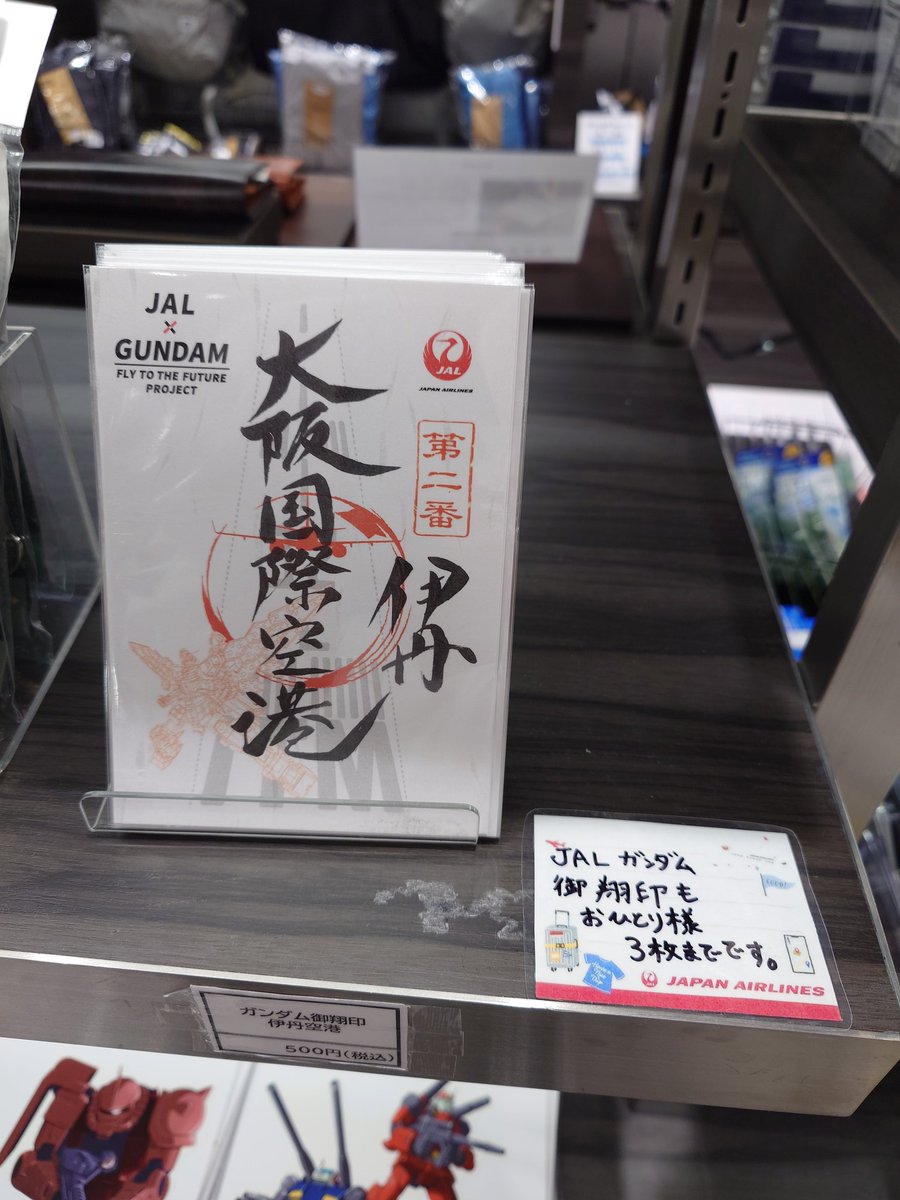 JAL
×
GUNDAM
FLY TO THE FUTURE
PROJECT
JAL
JAPAN AIRLINES
第二番
伊丹
大阪国際空港
JAL ガンダム
御翔印も
おひとり様
3枚までです。
JAPAN AIRLINES
ガンダム御翔印
伊丹空港
500円(税込)